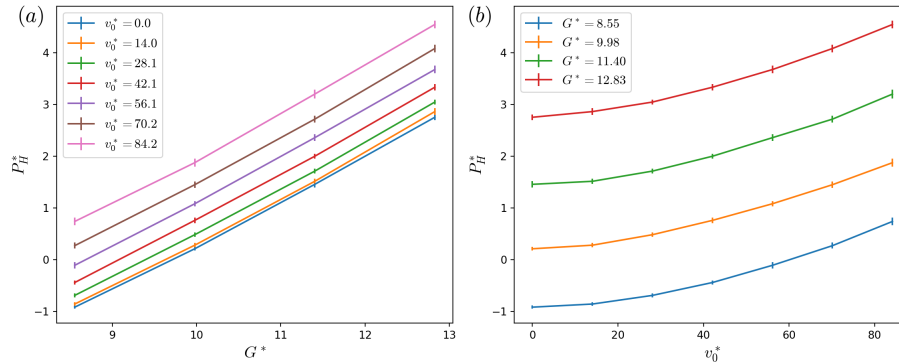 (a)
v₀* = 0.0
v₀* = 14.0
v₀* = 28.1
v₀* = 42.1
v₀* = 56.1
v₀* = 70.2
v₀* = 84.2
P_H*
4
3
2
1
0
−1
9 10 11 12 13
G*
(b)
G* = 8.55
G* = 9.98
G* = 11.40
G* = 12.83
P_H*
4
3
2
1
0
−1
0 20 40 60 80
v₀*